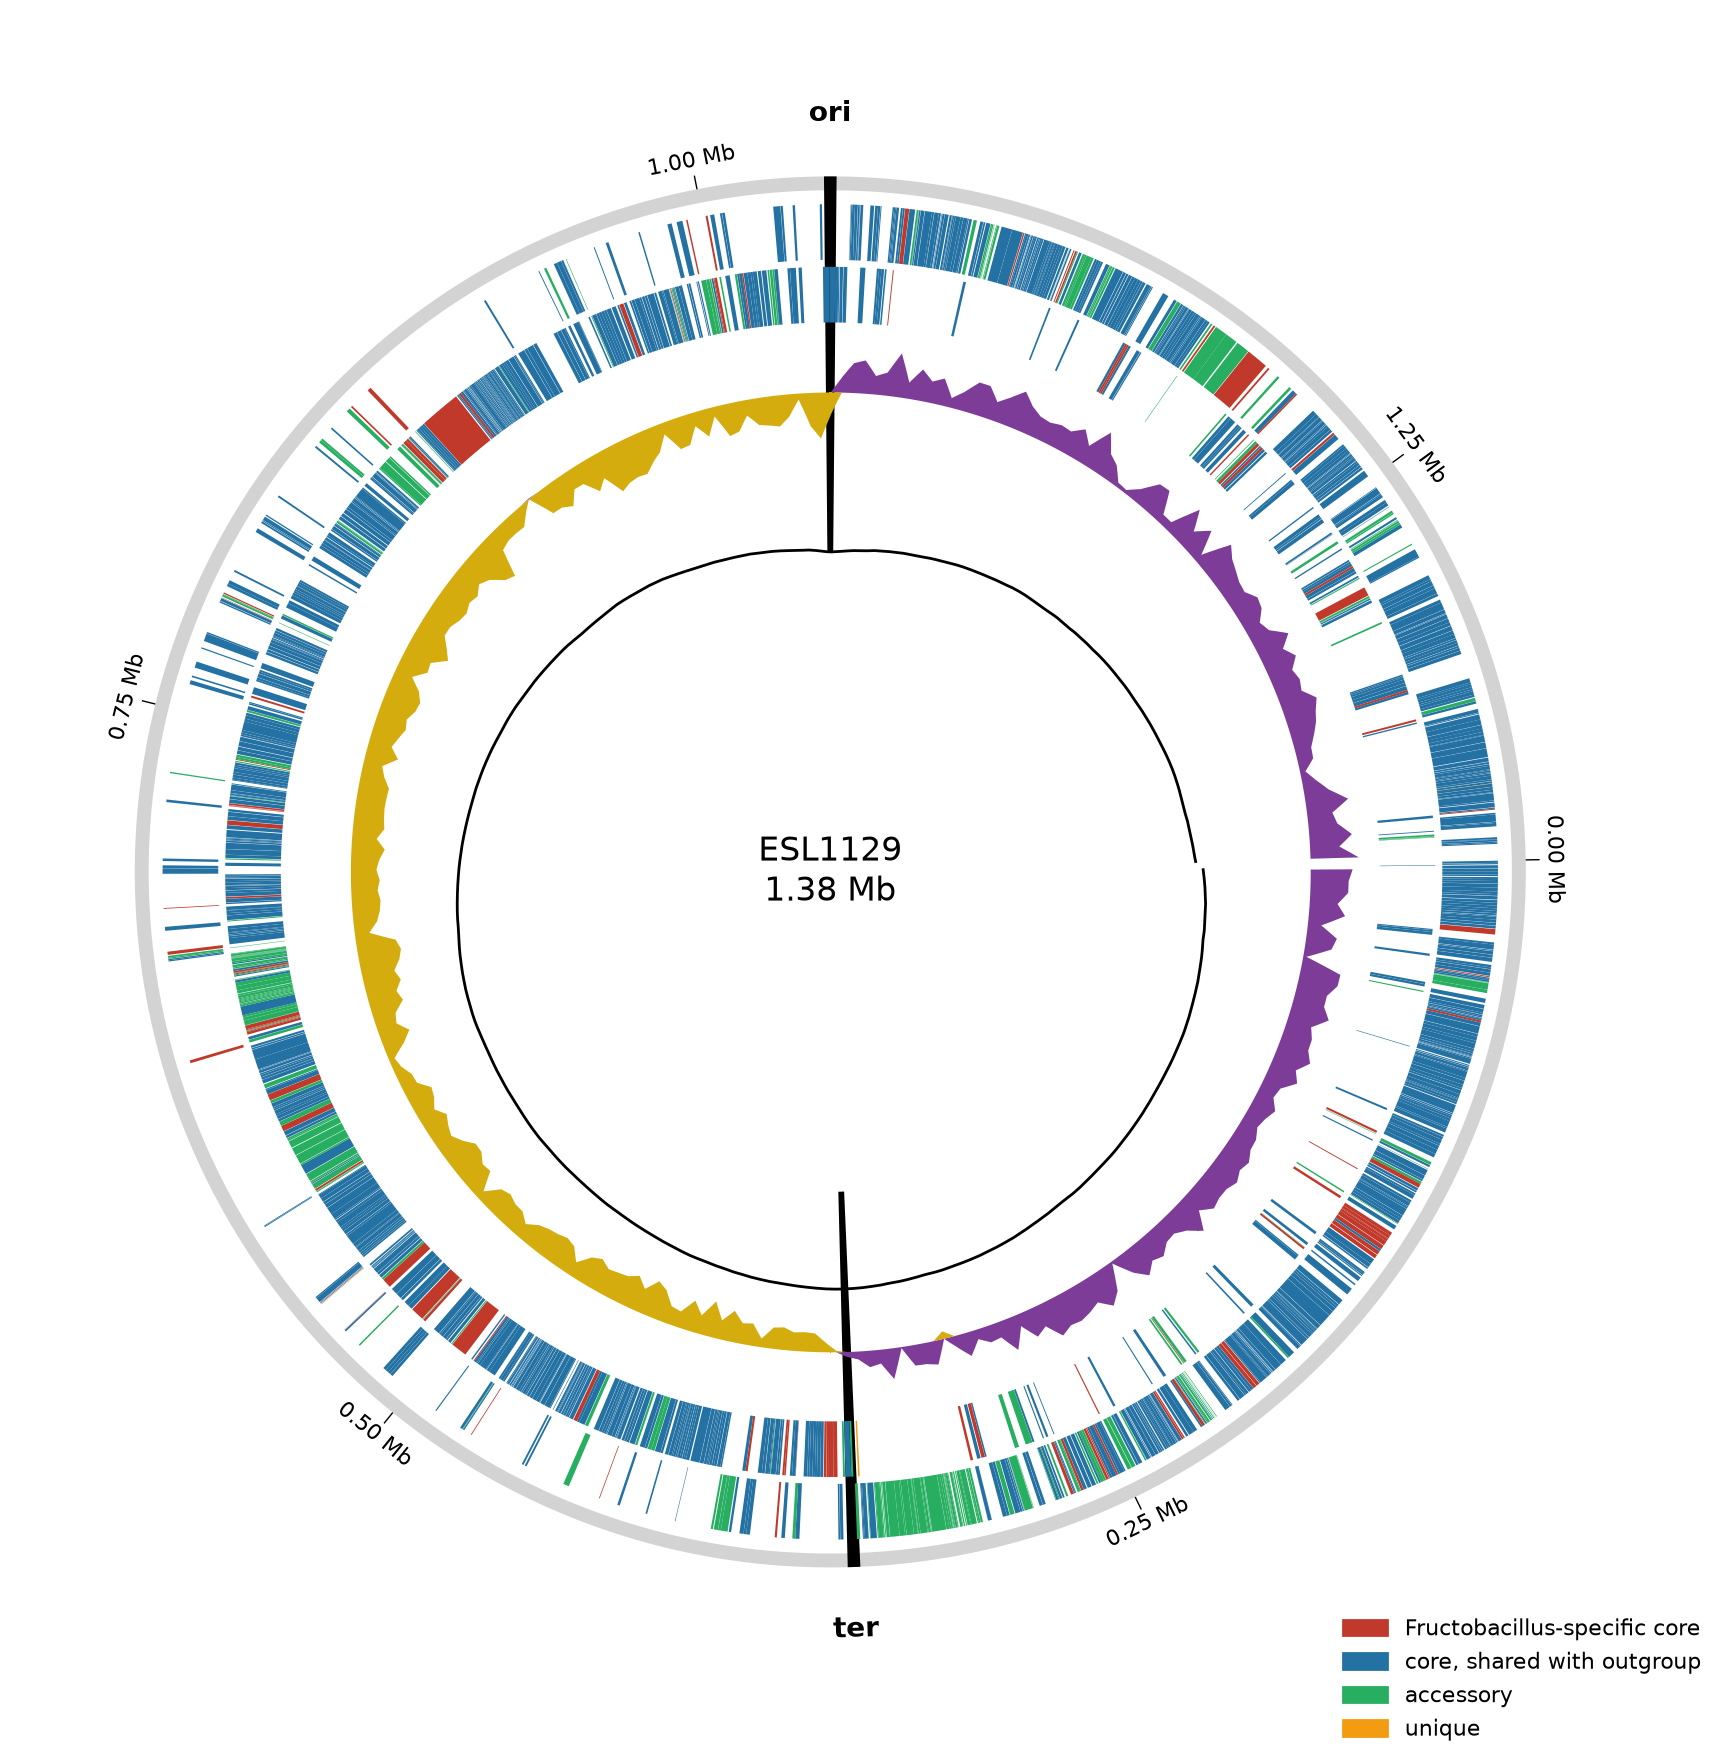 ori
1.00 Mb
1.25 Mb
0.75 Mb
ESL1129
1.38 Mb
0.00 Mb
0.50 Mb
0.25 Mb
ter
Fructobacillus-specific core
core, shared with outgroup
accessory
unique